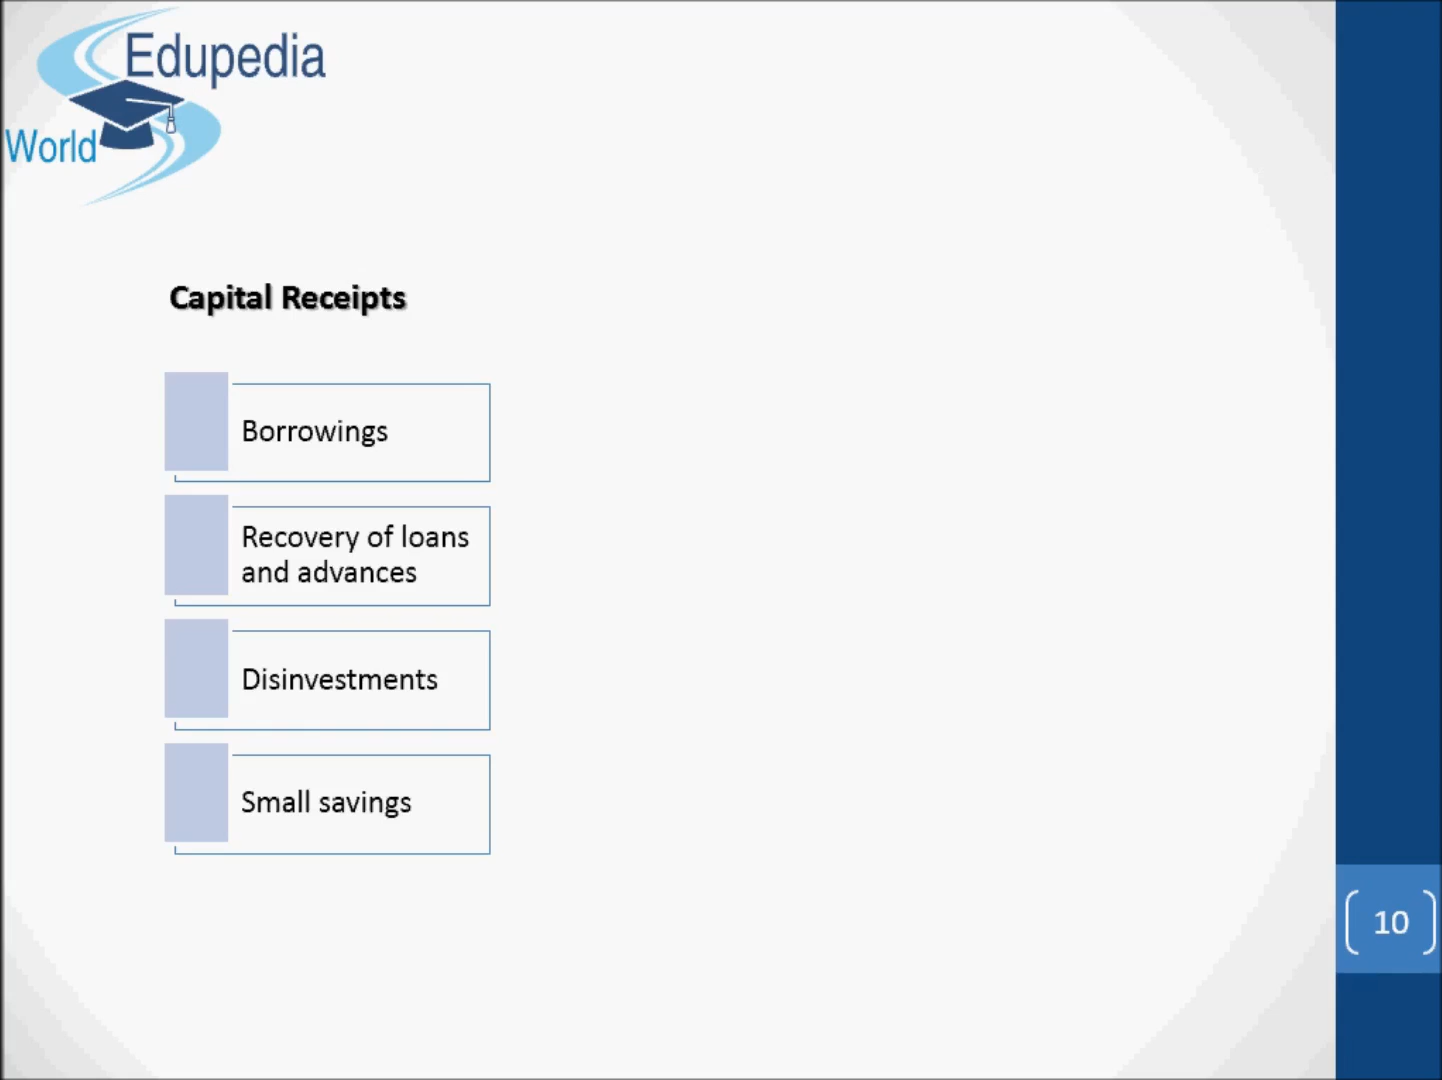 Edupedia
World
Capital Receipts
Borrowings
Recovery of loans
and advances
Disinvestments
Small savings
10